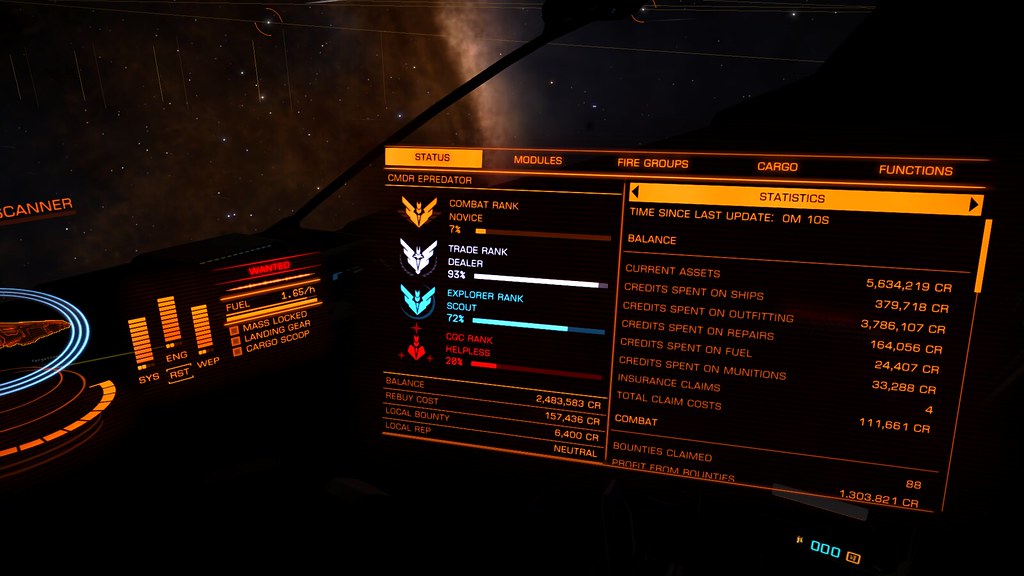 SCANNER
WANTED
FUEL 1.65/h
MASS LOCKED
LANDING GEAR
CARGO SCOOP
SYS ENG RST WEP
STATUS MODULES FIRE GROUPS CARGO FUNCTIONS
CMDR EPREDATOR
COMBAT RANK
NOVICE
7%
TRADE RANK
DEALER
93%
EXPLORER RANK
SCOUT
72%
CQC RANK
HELPLESS
20%
BALANCE 2,483,583 CR
REBUY COST 157,436 CR
LOCAL BOUNTY 6,400 CR
LOCAL REP NEUTRAL
STATISTICS
TIME SINCE LAST UPDATE: 0M 10S
BALANCE
CURRENT ASSETS 5,634,219 CR
CREDITS SPENT ON SHIPS 379,718 CR
CREDITS SPENT ON OUTFITTING 3,786,107 CR
CREDITS SPENT ON REPAIRS 164,056 CR
CREDITS SPENT ON FUEL 24,407 CR
CREDITS SPENT ON MUNITIONS 33,288 CR
INSURANCE CLAIMS 4
TOTAL CLAIM COSTS 111,661 CR
COMBAT
BOUNTIES CLAIMED 88
PROFIT FROM BOUNTIES 1,303,821 CR
000